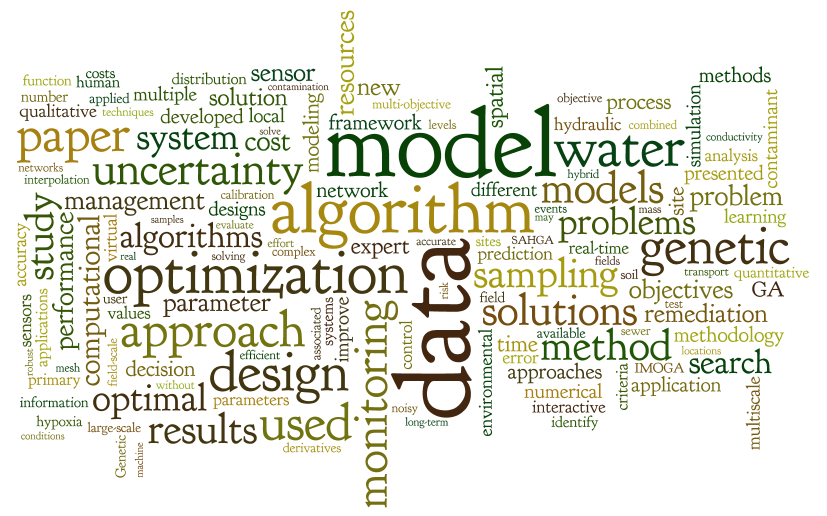 resources
function
costs
human
distribution
sensor
contamination
number
applied
multiple
techniques
qualitative
developed
solution
local
modeling
new
multi-objective
spatial
objective
process
methods
simulation
contaminant
paper
system
solve
cost
framework
levels
model
hydraulic
combined
conductivity
water
analysis
networks
interpolation
uncertainty
calibration
network
different
hybrid
presented
management
designs
algorithm
models
site
problem
virtual
samples
evaluate
events
may
mass
learning
study
performance
computational
algorithms
effort
complex
expert
accurate
sites
SAHGA
problems
genetic
accuracy
real
solving
prediction
real-time
fields
soil
transport
quantitative
optimization
risk
data
sampling
objectives
GA
sensors
applications
user
values
parameter
associated
systems
improve
monitoring
control
field
solutions
test
remediation
robust
mesh
field-scale
approach
efficient
environmental
time
error
available
method
sewer
methodology
locations
primary
decision
without
design
approaches
numerical
criteria
IMOGA
search
application
information
optimal
parameters
noisy
interactive
multiscale
hypoxia
large-scale
results
used
long-term
identify
conditions
Genetic
machine
derivatives